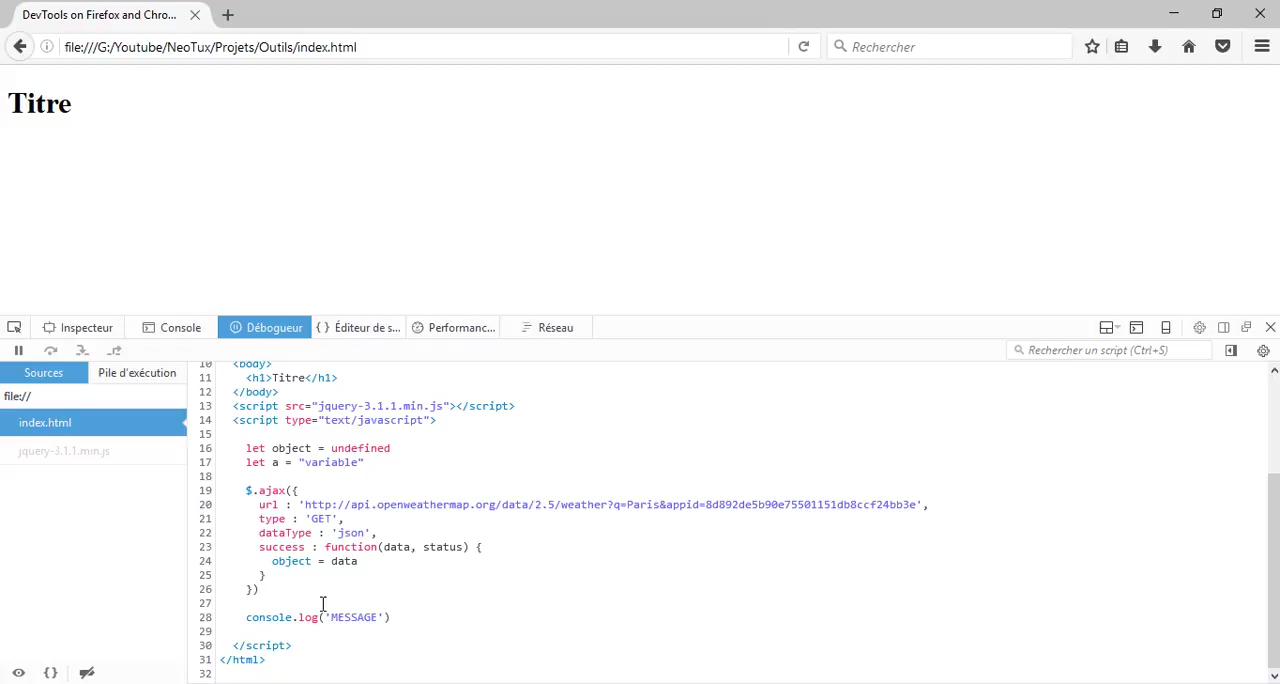 DevTools on Firefox and Chro...
file:///G:/Youtube/NeoTux/Projets/Outils/index.html
Rechercher
Titre
Inspecteur
Console
Débogueur
{ } Éditeur de s...
Performanc...
Réseau
Rechercher un script (Ctrl+S)
Sources
Pile d'exécution
file://
index.html
jquery-3.1.1.min.js
10 <body>
11 <h1>Titre</h1>
12 </body>
13 <script src="jquery-3.1.1.min.js"></script>
14 <script type="text/javascript">
15
16 let object = undefined
17 let a = "variable"
18
19 $.ajax({
20 url : 'http://api.openweathermap.org/data/2.5/weather?q=Paris&appid=8d892de5b90e75501151db8ccf24bb3e',
21 type : 'GET',
22 dataType : 'json',
23 success : function(data, status) {
24 object = data
25 }
26 })
27
28 console.log('MESSAGE')
29
30 </script>
31 </html>
32